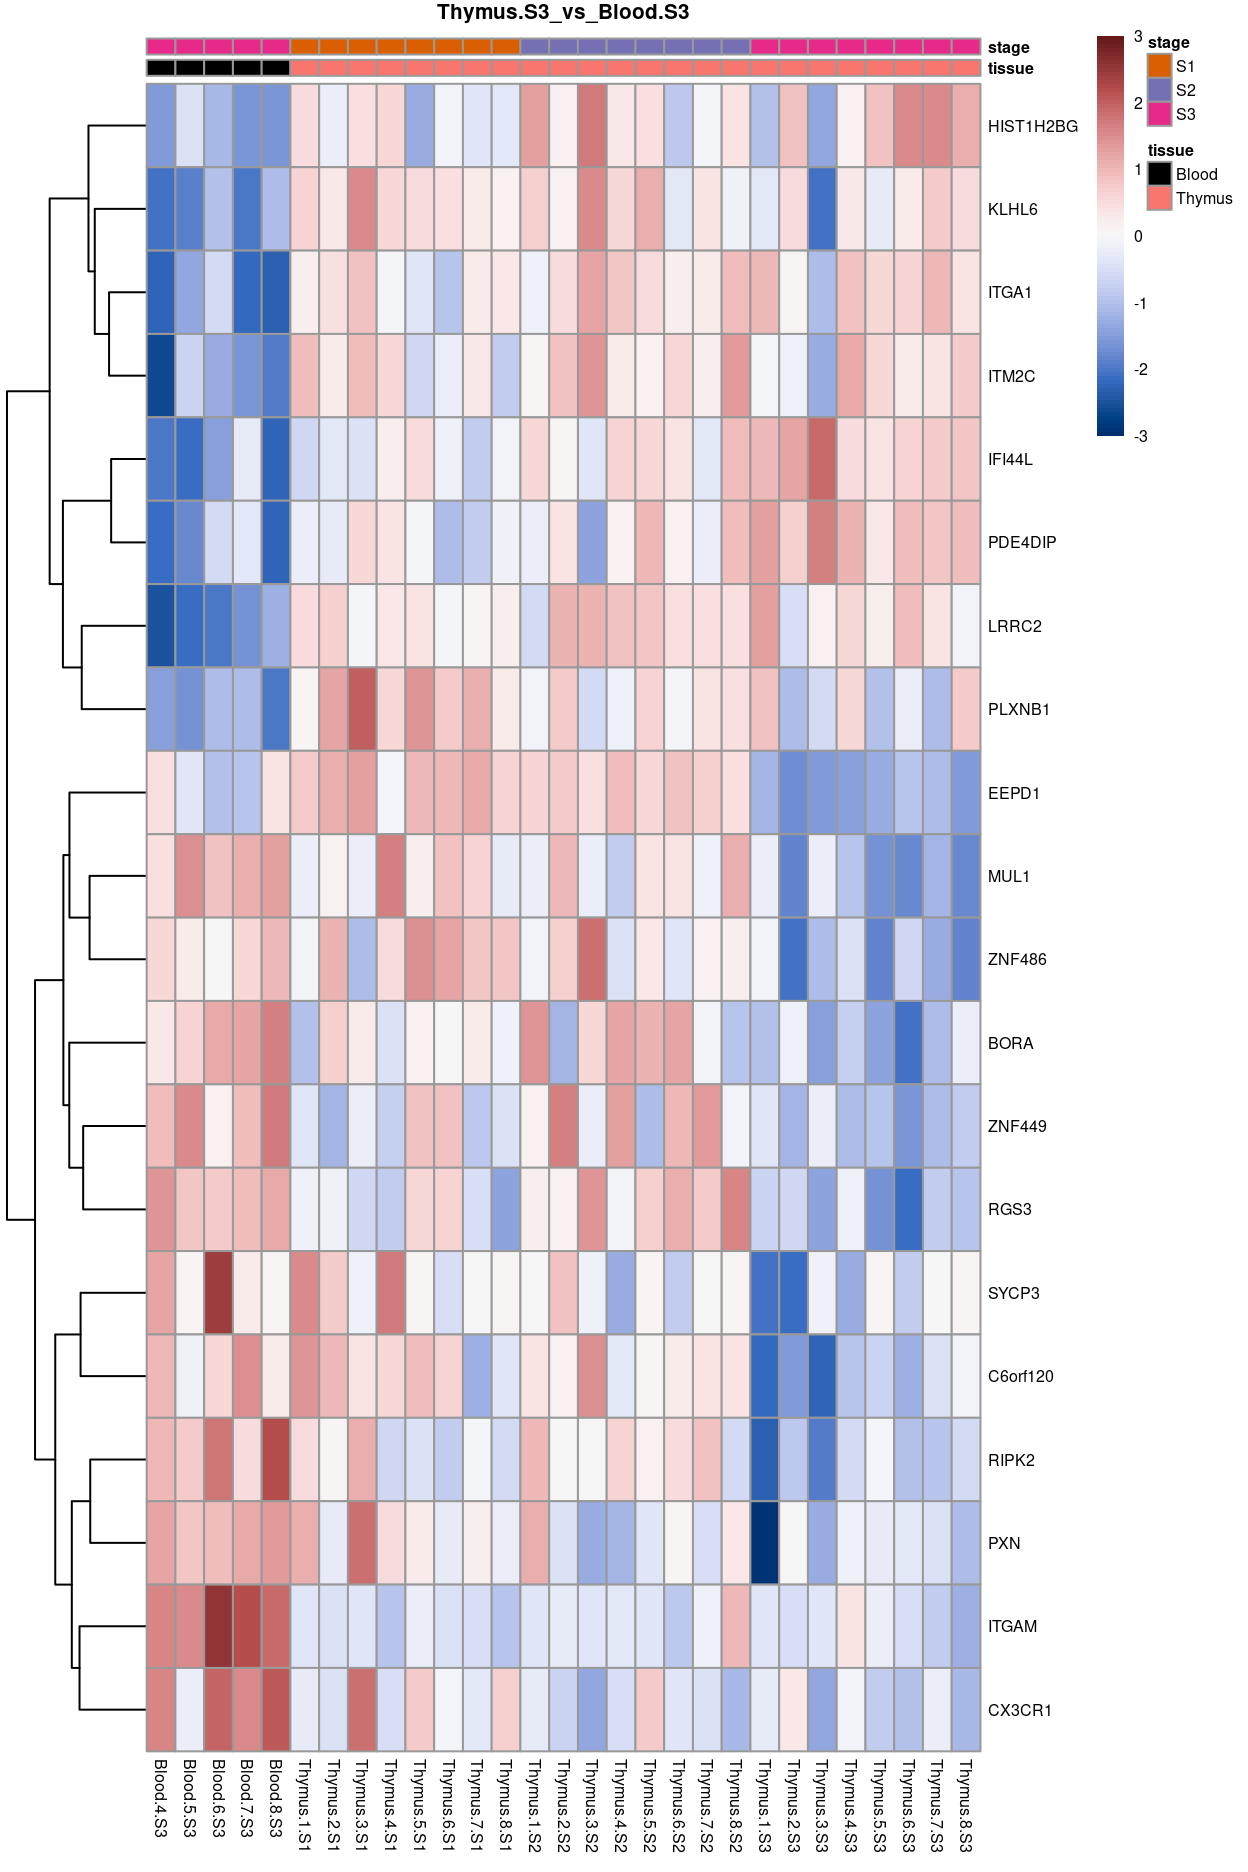 Thymus.S3_vs_Blood.S3
stage
tissue
HIST1H2BG
KLHL6
ITGA1
ITM2C
IFI44L
PDE4DIP
LRRC2
PLXNB1
EEPD1
MUL1
ZNF486
BORA
ZNF449
RGS3
SYCP3
C6orf120
RIPK2
PXN
ITGAM
CX3CR1
3
2
1
0
-1
-2
-3
stage
S1
S2
S3
tissue
Blood
Thymus
Blood.4.S3
Blood.5.S3
Blood.6.S3
Blood.7.S3
Blood.8.S3
Thymus.1.S1
Thymus.2.S1
Thymus.3.S1
Thymus.4.S1
Thymus.5.S1
Thymus.6.S1
Thymus.7.S1
Thymus.8.S1
Thymus.1.S2
Thymus.2.S2
Thymus.3.S2
Thymus.4.S2
Thymus.5.S2
Thymus.6.S2
Thymus.7.S2
Thymus.8.S2
Thymus.1.S3
Thymus.2.S3
Thymus.3.S3
Thymus.4.S3
Thymus.5.S3
Thymus.6.S3
Thymus.7.S3
Thymus.8.S3